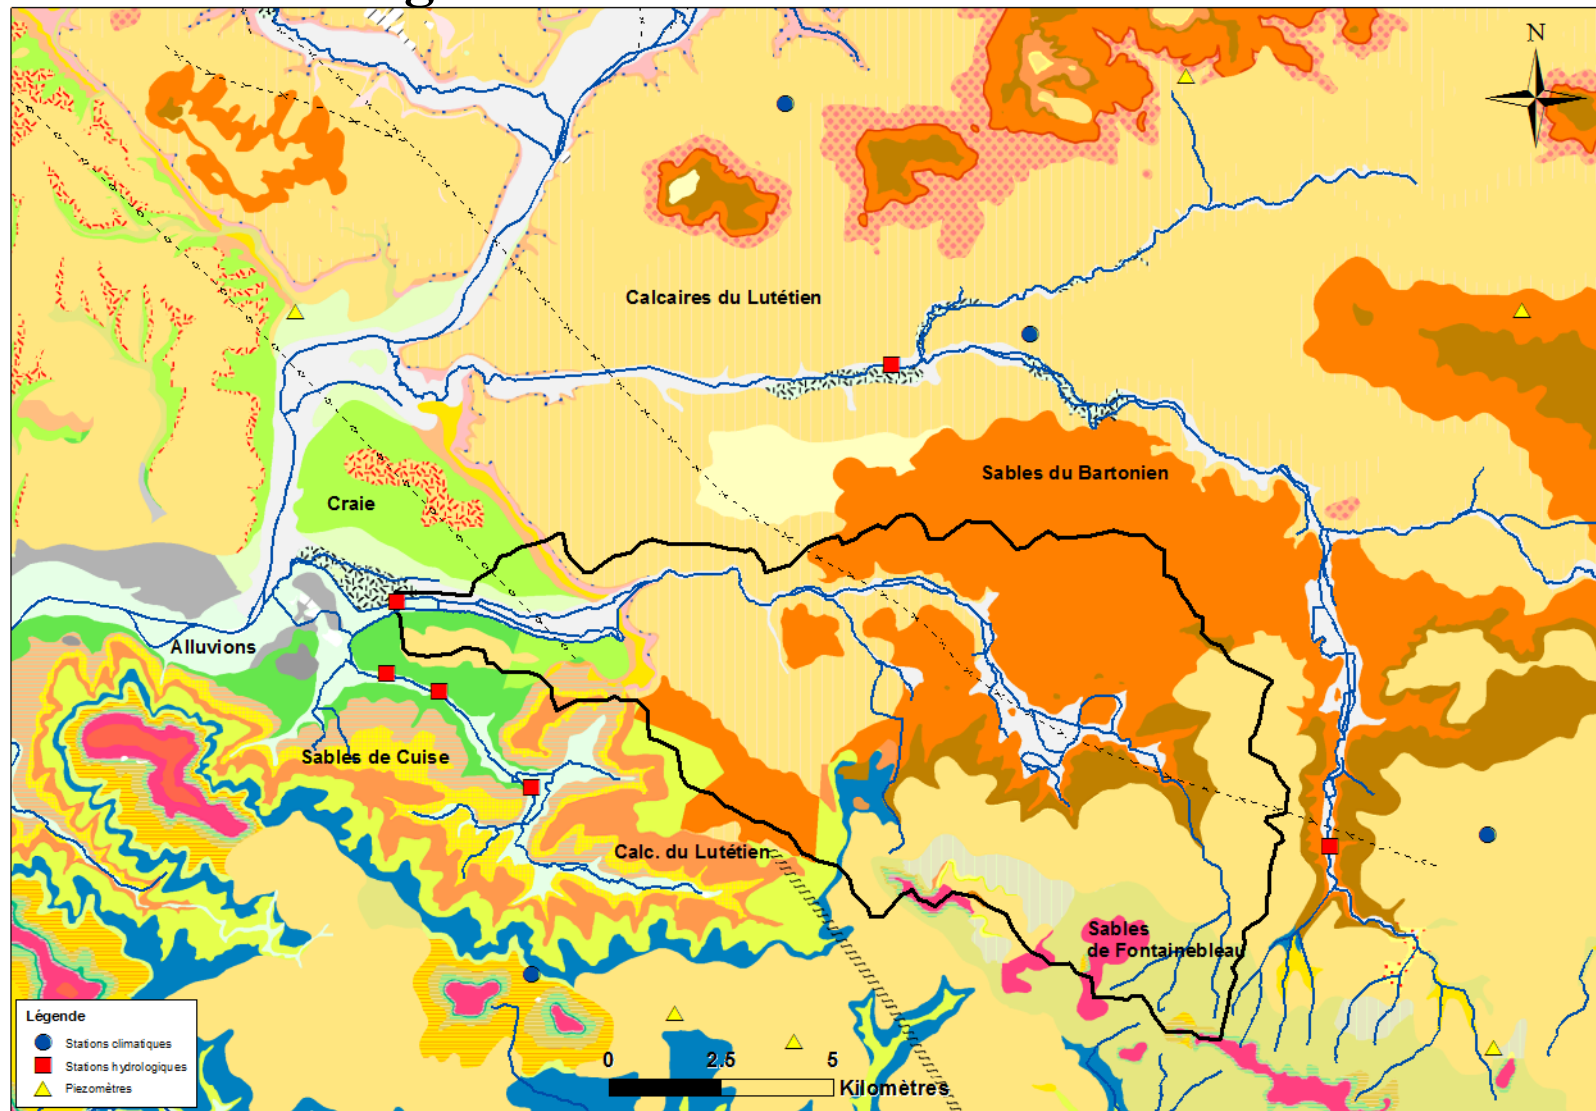 N
Calcaires du Lutétien
Sables du Bartonien
Craie
Alluvions
Sables de Cuise
Calc. du Lutétien
Sables
de Fontainebleau
Légende
Stations climatiques
Stations hydrologiques
Piezomètres
0 2.5 5
Kilomètres